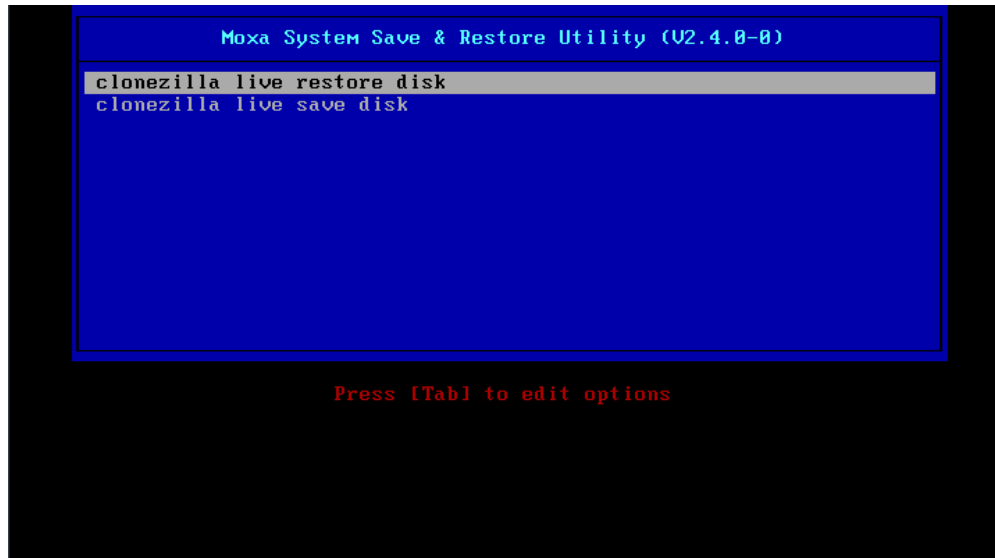 Moxa System Save & Restore Utility (V2.4.0-0)
clonezilla live restore disk
clonezilla live save disk
Press [Tab] to edit options